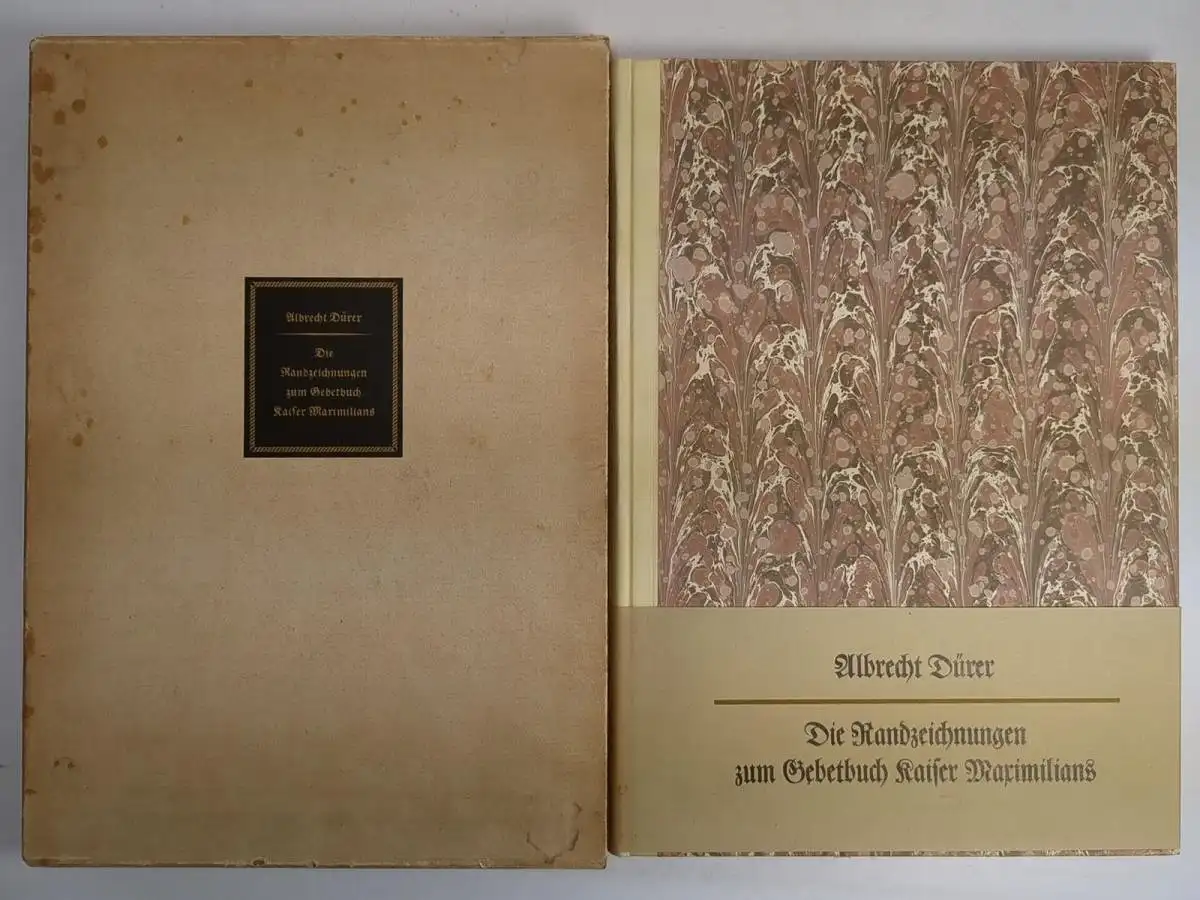 Albrecht Dürer
Die
Randzeichnungen
zum Gebetbuch
Kaiser Maximilians
Albrecht Dürer
Die Randzeichnungen
zum Gebetbuch Kaiser Maximilians